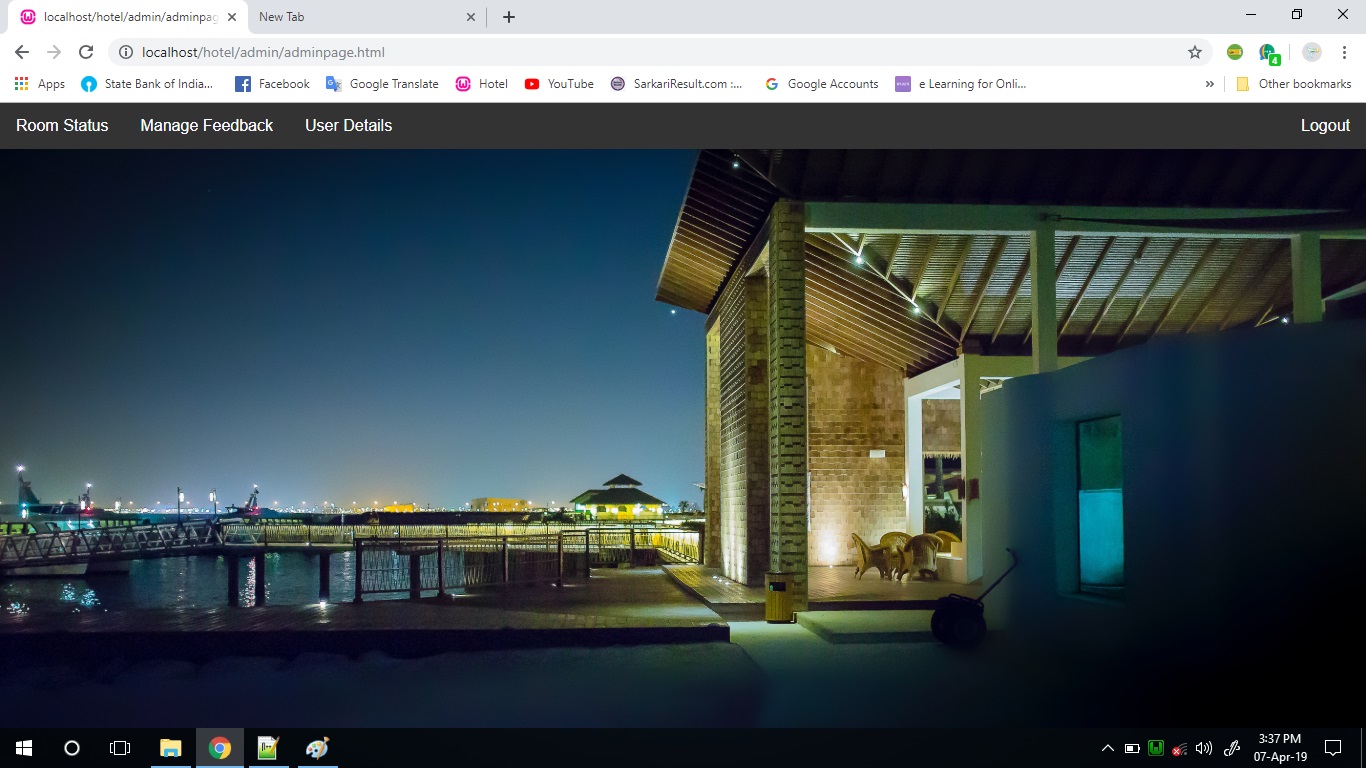 localhost/hotel/admin/adminpag
New Tab
localhost/hotel/admin/adminpage.html
4
Apps State Bank of India... Facebook Google Translate Hotel YouTube SarkariResult.com :... Google Accounts e Learning for Onli... » Other bookmarks
Room Status Manage Feedback User Details Logout
3:37 PM
07-Apr-19